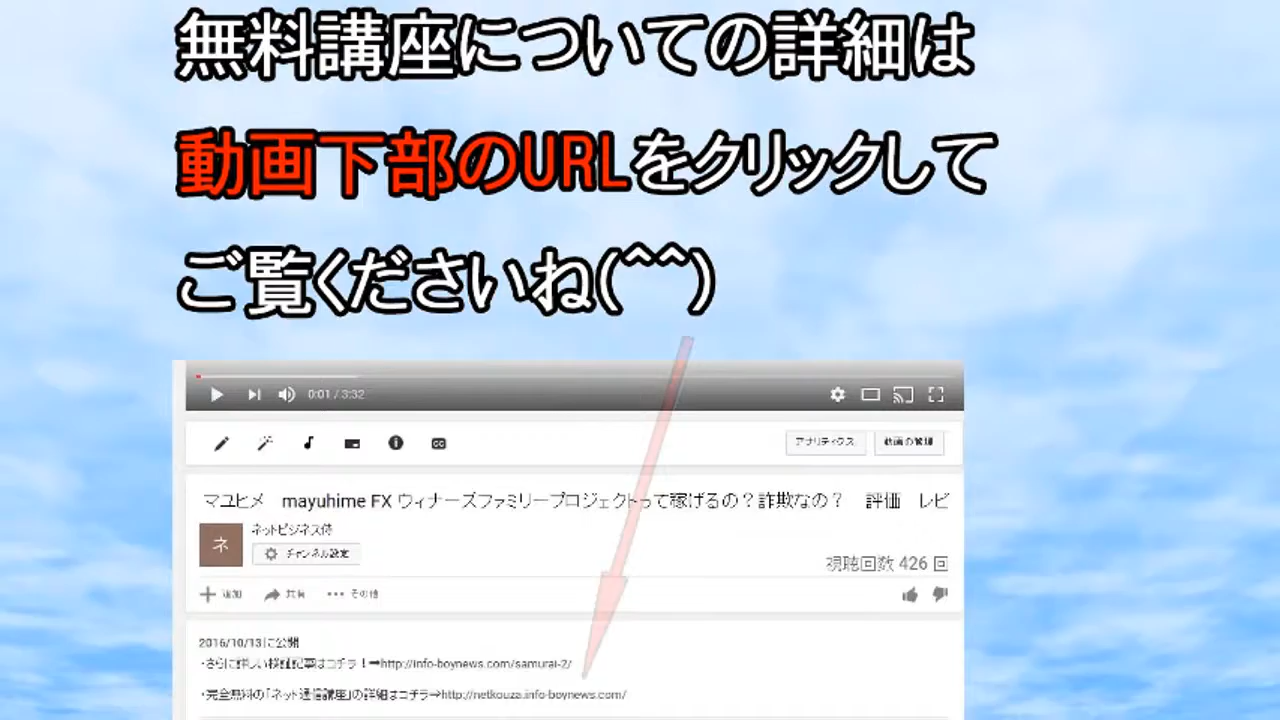 無料講座についての詳細は
動画下部のURLをクリックして
ご覧くださいね(^^)
0:01 / 3:32
アナリティクス 動画の管理
マユヒメ　mayuhime FX ウィナーズファミリープロジェクトって稼げるの？詐欺なの？　評価　レビ
ネ
ネットビジネス侍
チャンネル設定
視聴回数 426 回
追加 共有 その他
2016/10/13 に公開
・さらに詳しい検証記事はコチラ！➡http://info-boynews.com/samurai-2/
・完全無料の「ネット通信講座」の詳細はコチラ➡http://netkouza.info-boynews.com/